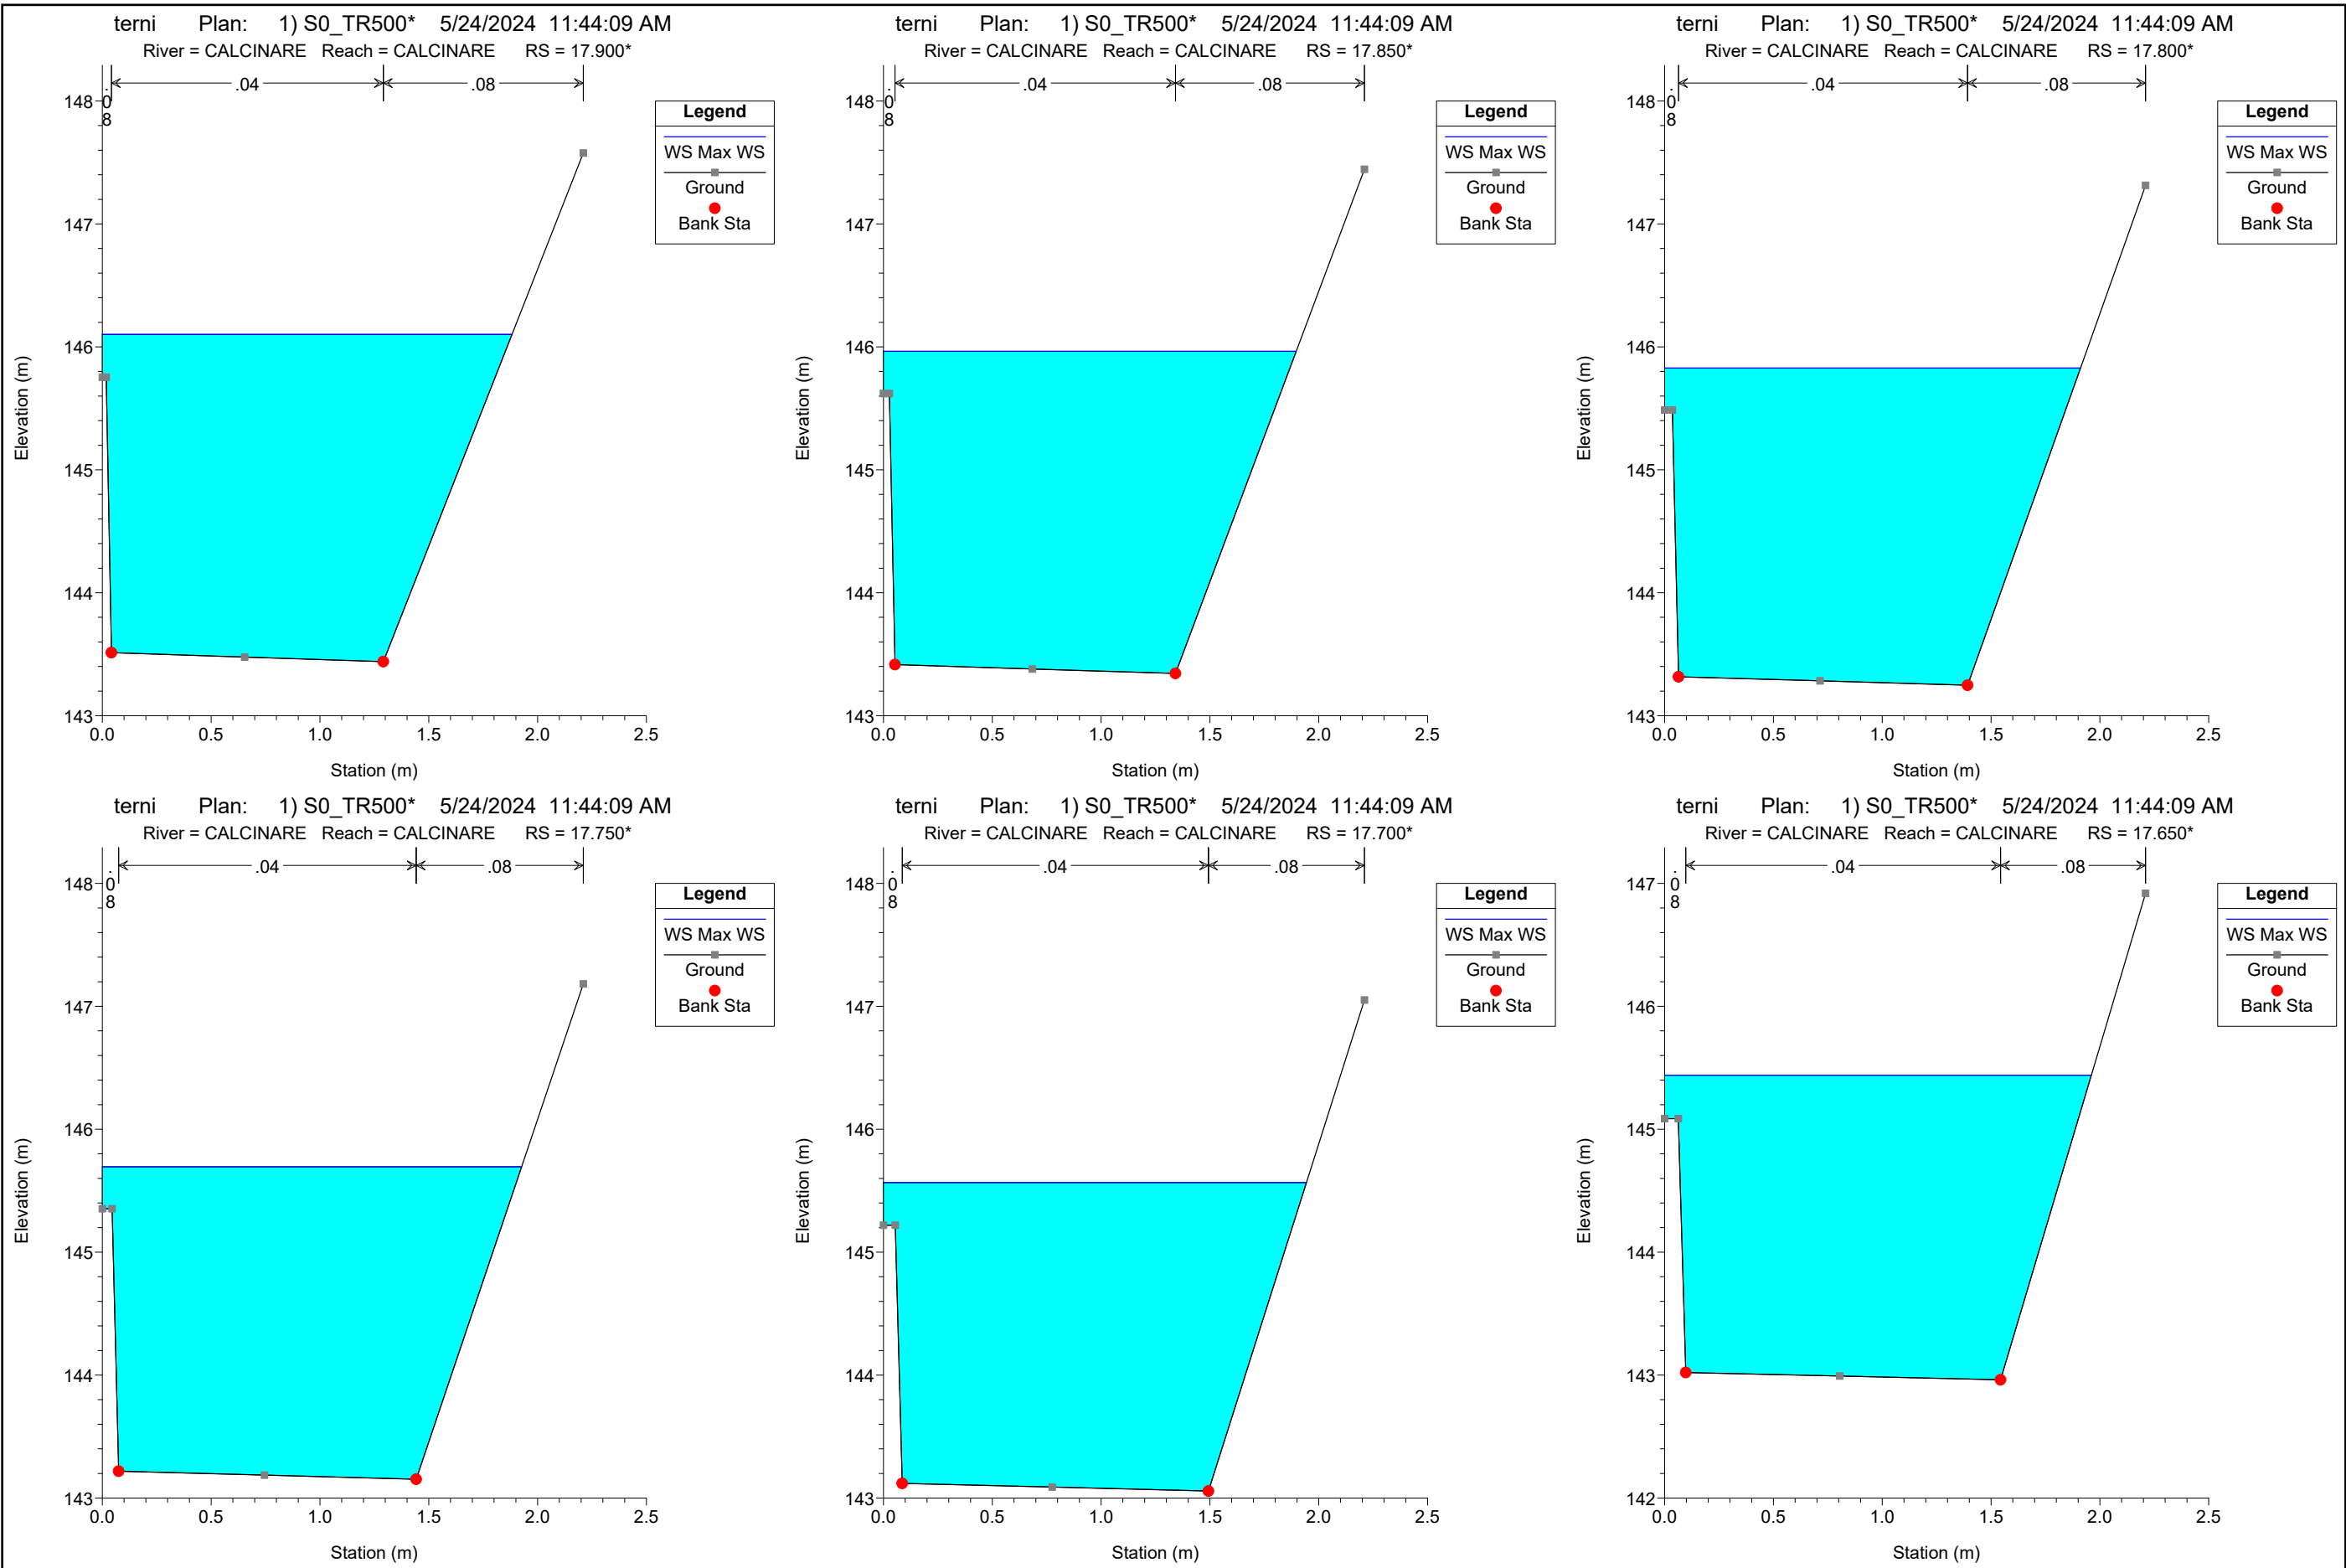 terni Plan: 1) S0_TR500* 5/24/2024 11:44:09 AM
River = CALCINARE Reach = CALCINARE RS = 17.900*
.08 .04 .08
148
147
146
145
144
143
Elevation (m)
0.0 0.5 1.0 1.5 2.0 2.5
Station (m)
Legend
WS Max WS
Ground
Bank Sta
terni Plan: 1) S0_TR500* 5/24/2024 11:44:09 AM
River = CALCINARE Reach = CALCINARE RS = 17.850*
.08 .04 .08
148
147
146
145
144
143
Elevation (m)
0.0 0.5 1.0 1.5 2.0 2.5
Station (m)
Legend
WS Max WS
Ground
Bank Sta
terni Plan: 1) S0_TR500* 5/24/2024 11:44:09 AM
River = CALCINARE Reach = CALCINARE RS = 17.800*
.08 .04 .08
148
147
146
145
144
143
Elevation (m)
0.0 0.5 1.0 1.5 2.0 2.5
Station (m)
Legend
WS Max WS
Ground
Bank Sta
terni Plan: 1) S0_TR500* 5/24/2024 11:44:09 AM
River = CALCINARE Reach = CALCINARE RS = 17.750*
.08 .04 .08
148
147
146
145
144
143
Elevation (m)
0.0 0.5 1.0 1.5 2.0 2.5
Station (m)
Legend
WS Max WS
Ground
Bank Sta
terni Plan: 1) S0_TR500* 5/24/2024 11:44:09 AM
River = CALCINARE Reach = CALCINARE RS = 17.700*
.08 .04 .08
148
147
146
145
144
143
Elevation (m)
0.0 0.5 1.0 1.5 2.0 2.5
Station (m)
Legend
WS Max WS
Ground
Bank Sta
terni Plan: 1) S0_TR500* 5/24/2024 11:44:09 AM
River = CALCINARE Reach = CALCINARE RS = 17.650*
.08 .04 .08
147
146
145
144
143
142
Elevation (m)
0.0 0.5 1.0 1.5 2.0 2.5
Station (m)
Legend
WS Max WS
Ground
Bank Sta